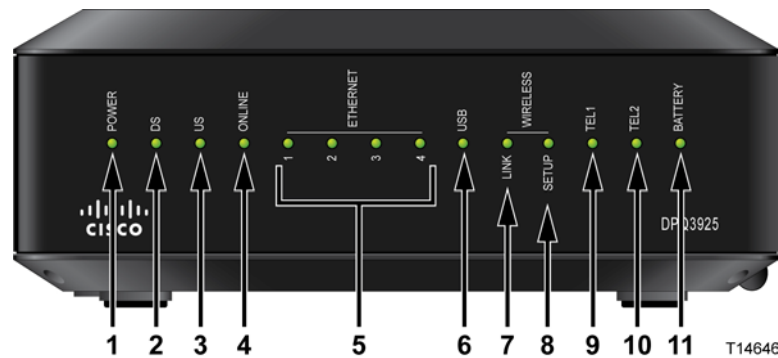 POWER
DS
US
ONLINE
ETHERNET
1
2
3
4
USB
WIRELESS
LINK
SETUP
TEL1
TEL2
BATTERY
CISCO
DPQ3925
1 2 3 4 5 6 7 8 9 10 11
T14646